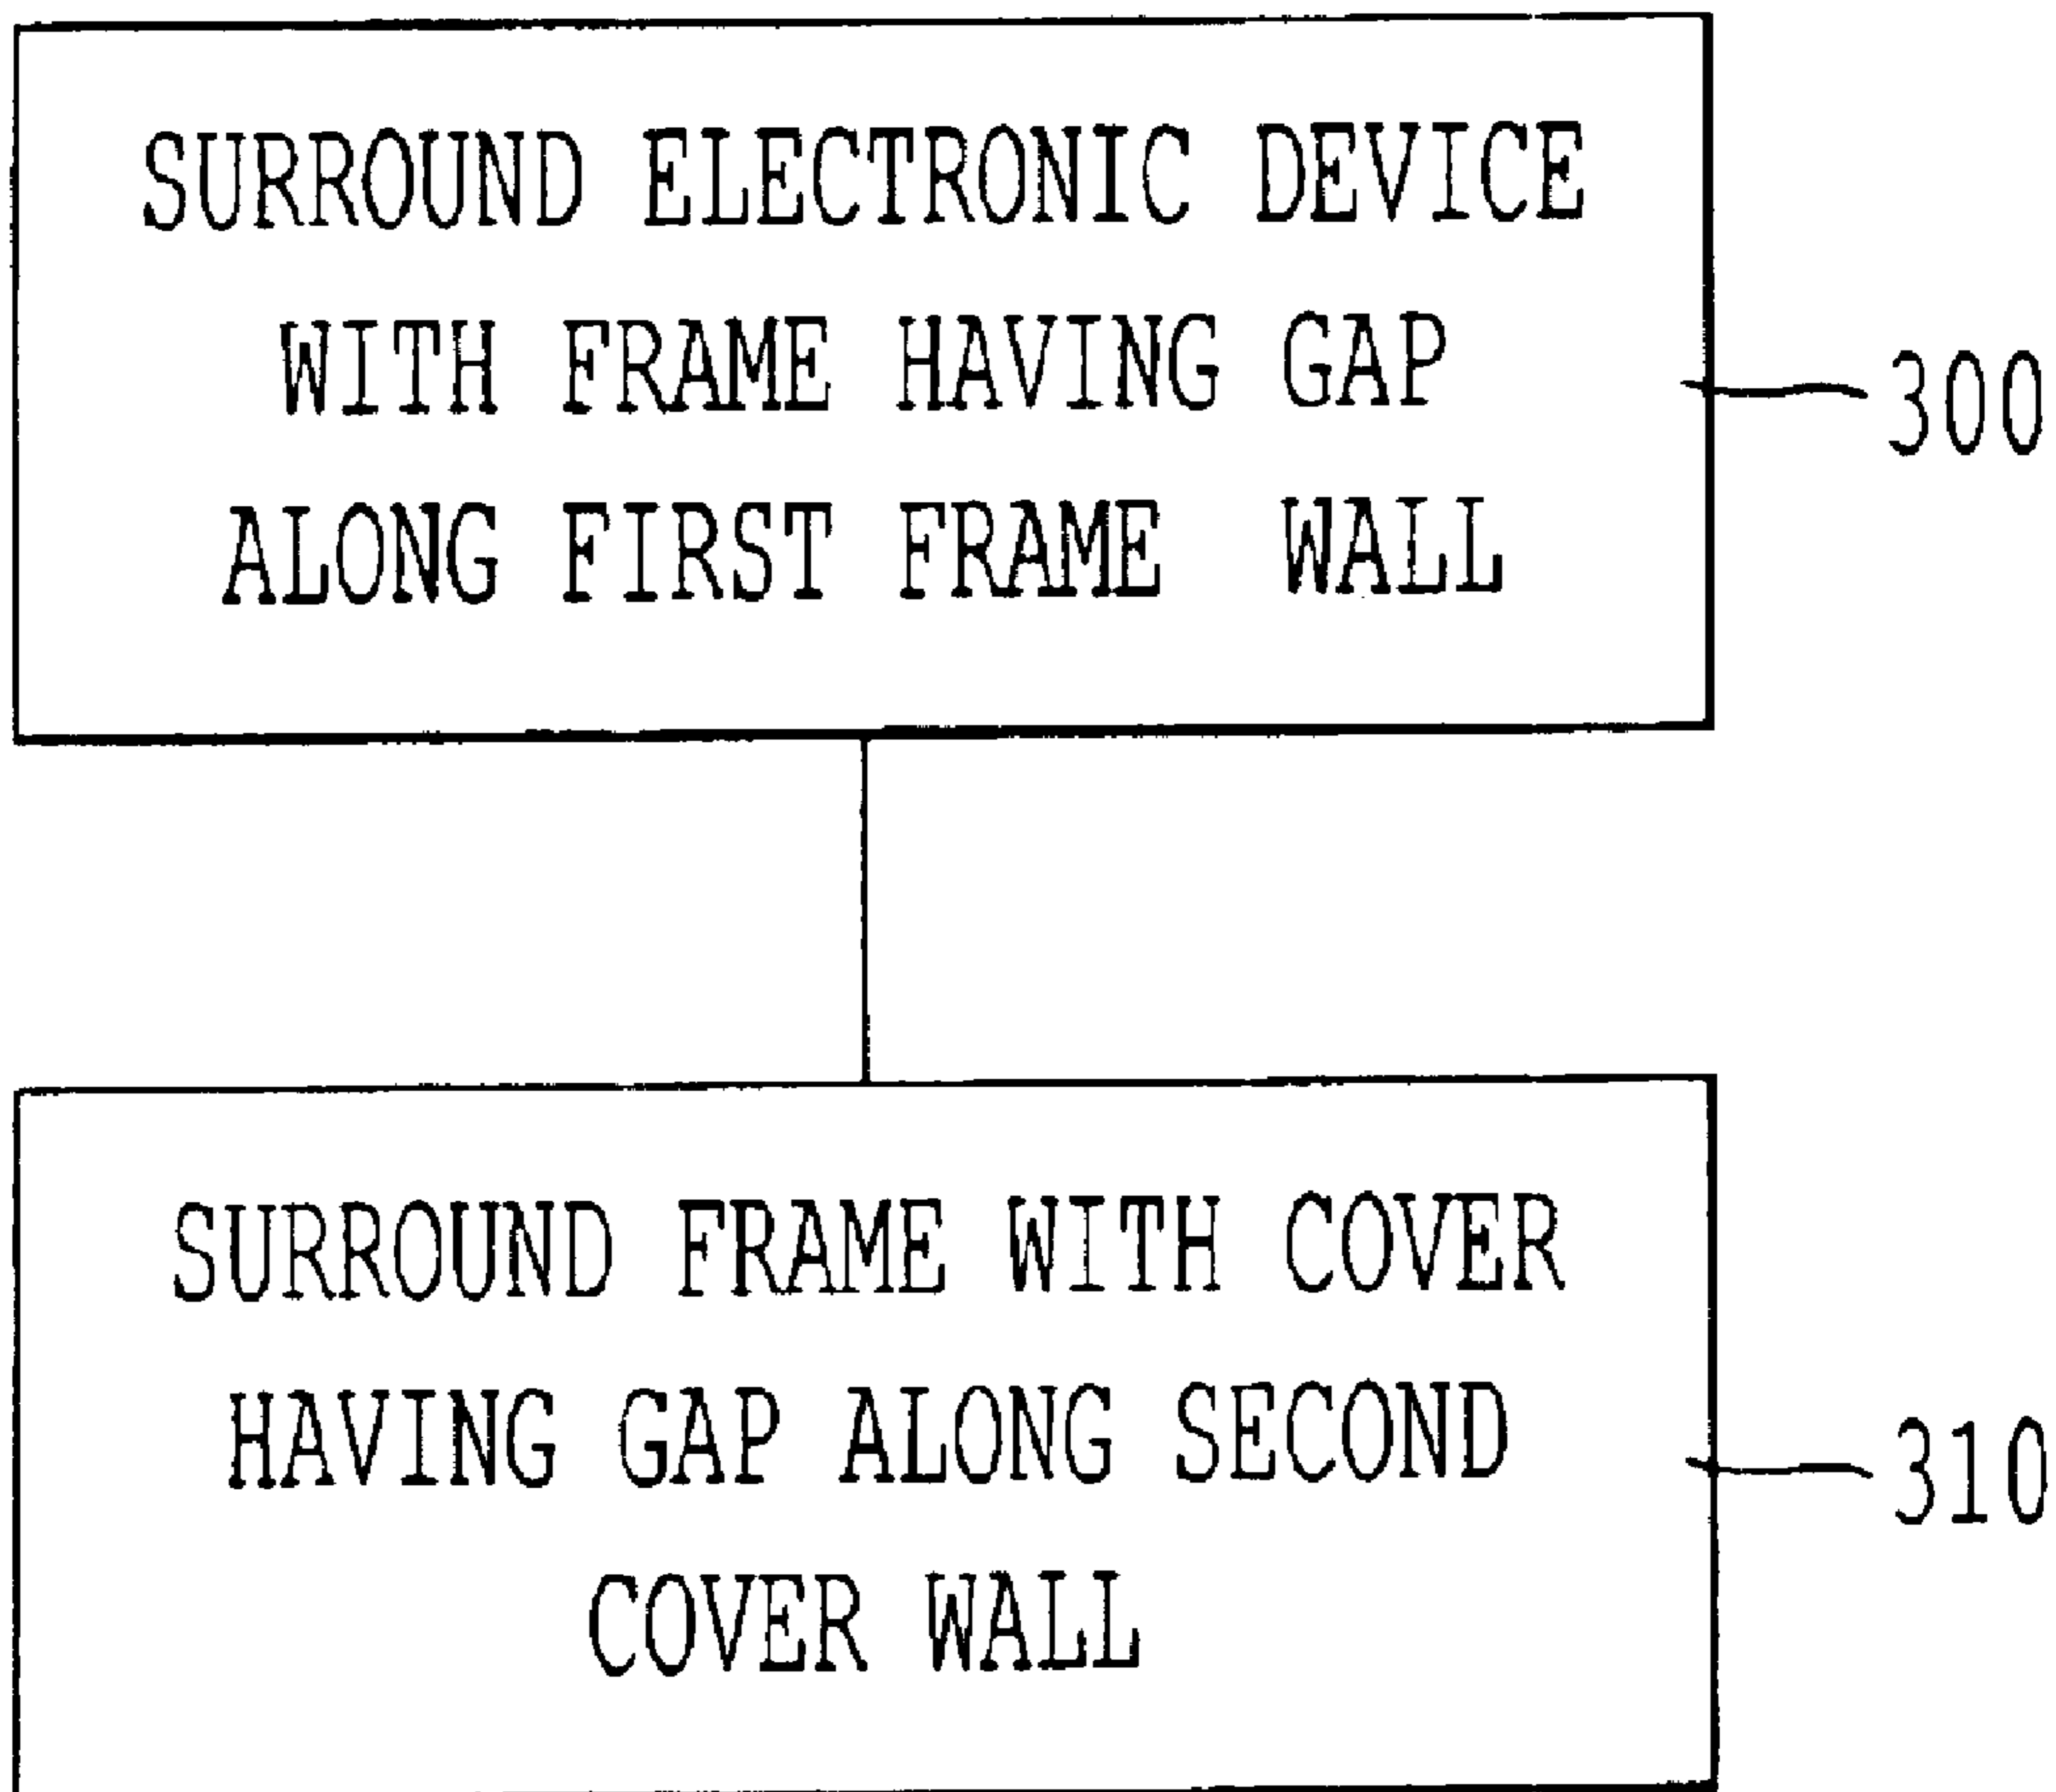 SURROUND ELECTRONIC DEVICE
WITH FRAME HAVING GAP
ALONG FIRST FRAME WALL
300
SURROUND FRAME WITH COVER
HAVING GAP ALONG SECOND
COVER WALL
310